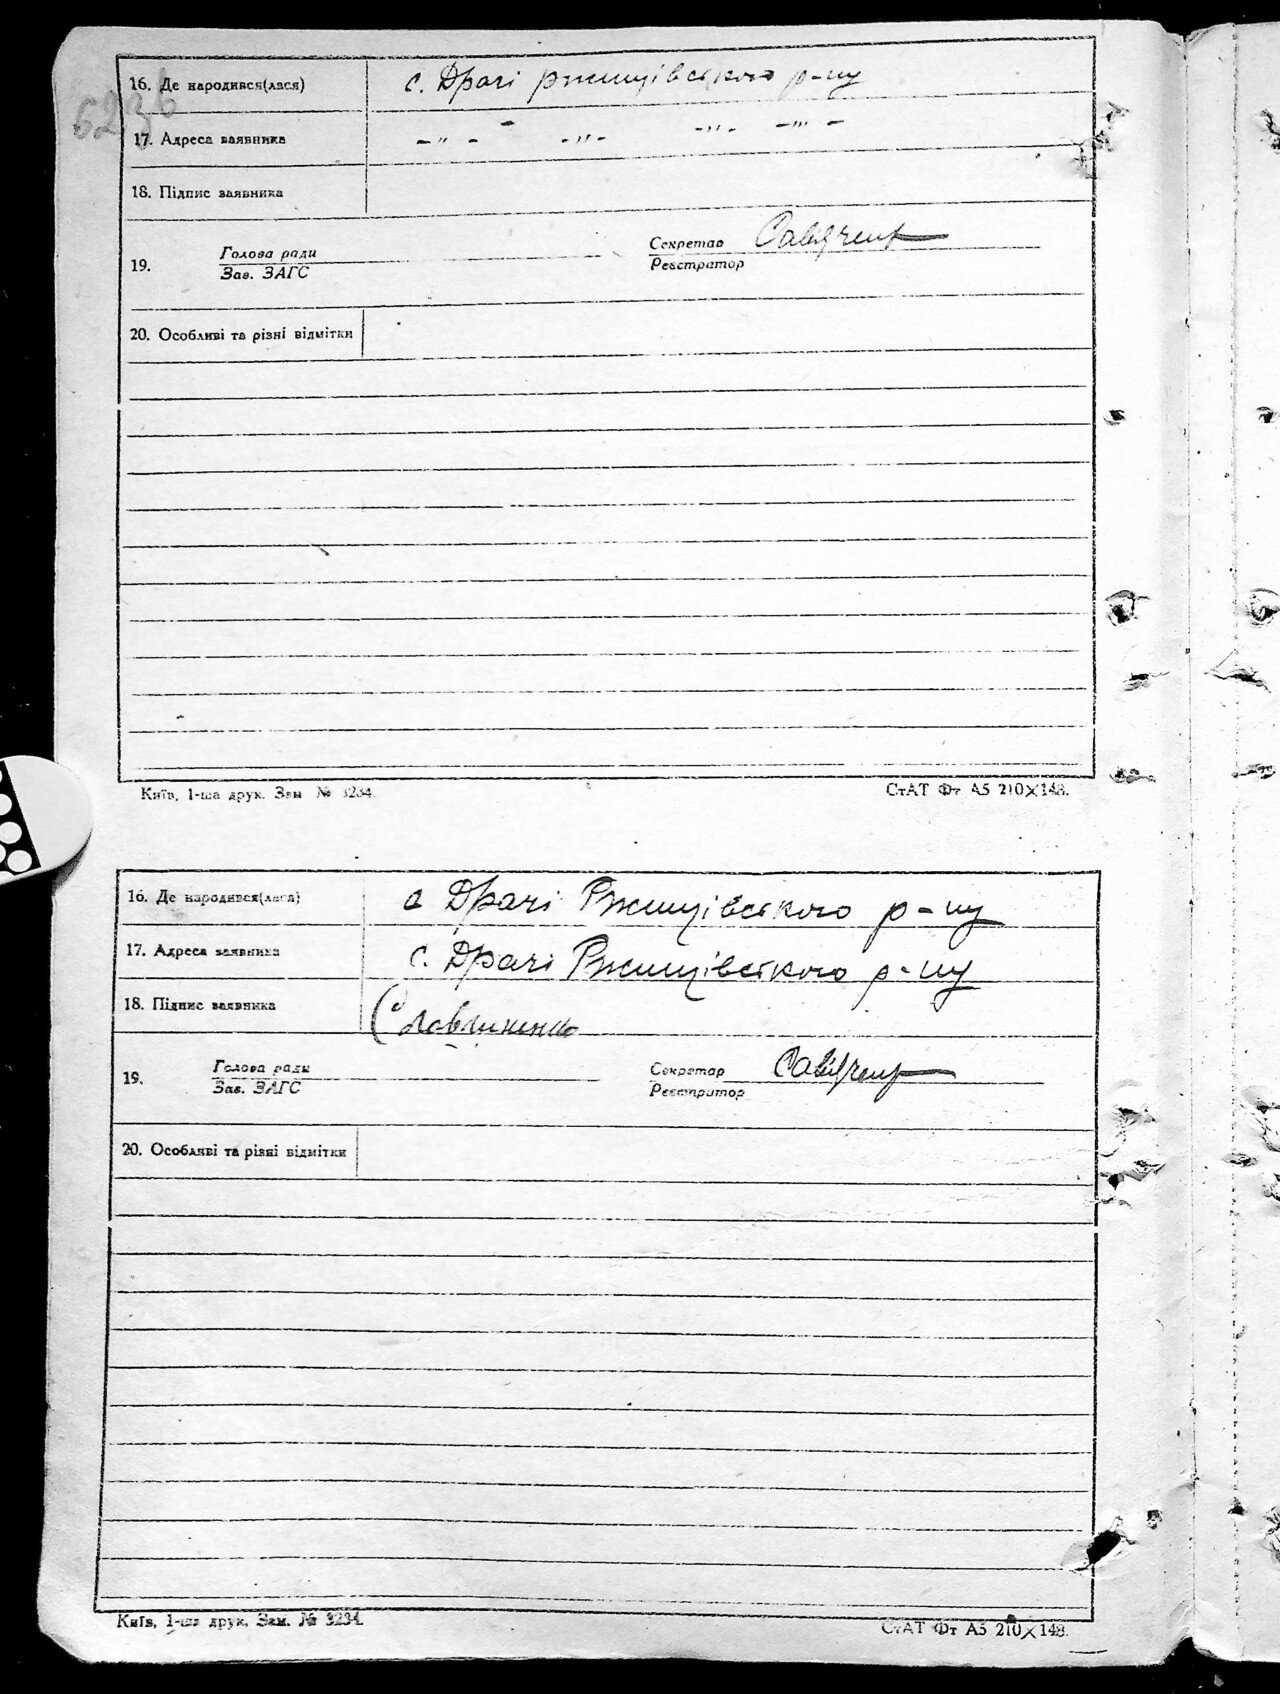 623б
16. Де народився(лася) с. Драчі Ржищівського р-ну
17. Адреса заявника -"- -"- -"- -"-
18. Підпис заявника
19. Голова ради Секретар Савченко
Зав. ЗАГС Реєстратор
20. Особливі та різні відмітки
Київ, 1-ша друк. Зам. № 3234. СтАТ Фт А5 210×148.
16. Де народився(лася) с Драчі Ржищівського р-ну
17. Адреса заявника с. Драчі Ржищівського р-ну
18. Підпис заявника
19. Голова ради Секретар Савченко
Зав. ЗАГС Реєстратор
20. Особливі та різні відмітки
Київ, 1-ша друк. Зам. № 3234. СтАТ Фт А5 210×148.